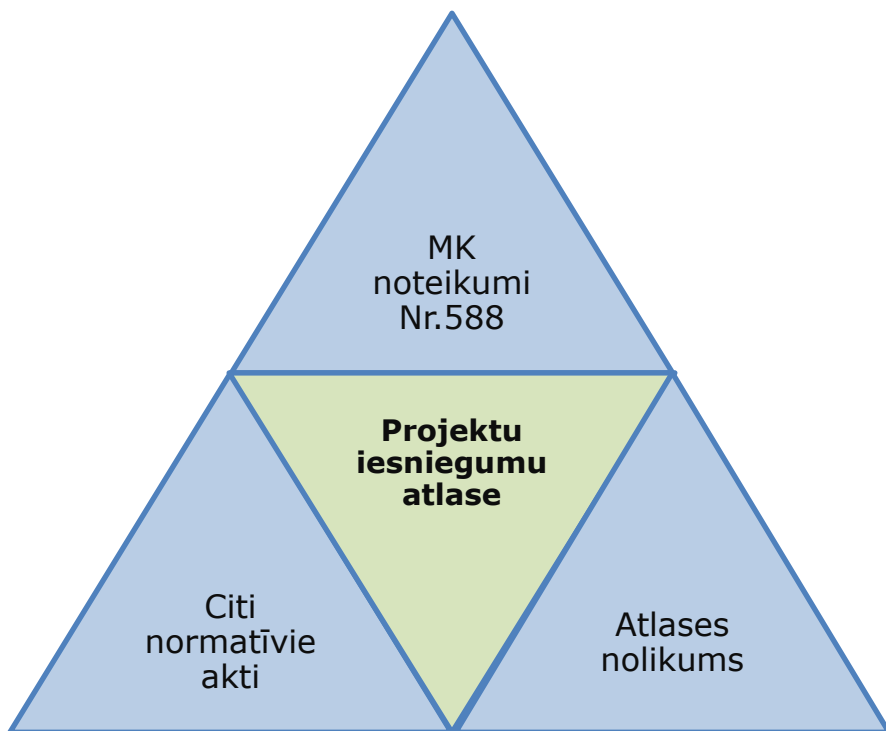 MK
noteikumi
Nr.588
Projektu
iesniegumu
atlase
Citi
normatīvie
akti
Atlases
nolikums